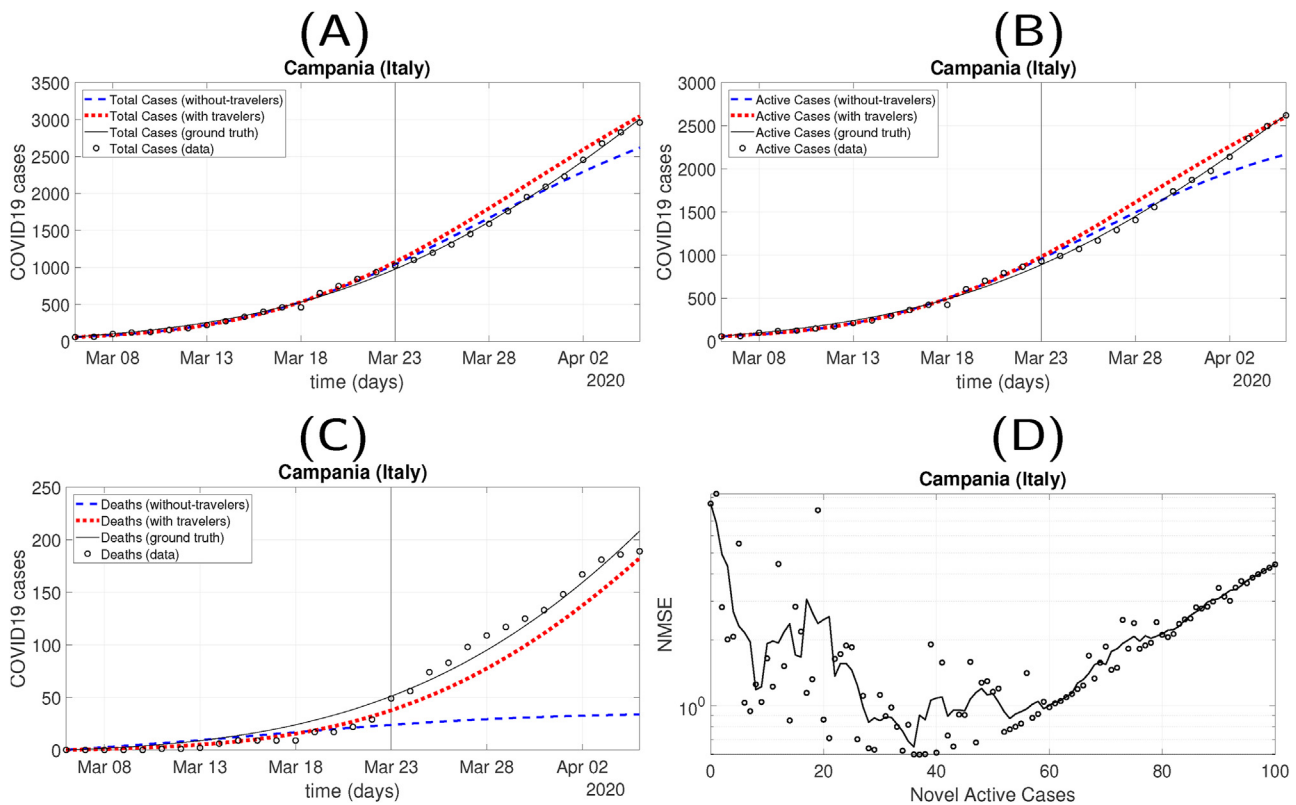 (A)
Campania (Italy)
3500
3000
2500
2000
1500
1000
500
0
COVID19 cases
Total Cases (without-travelers)
Total Cases (with travelers)
Total Cases (ground truth)
Total Cases (data)
Mar 08 Mar 13 Mar 18 Mar 23 Mar 28 Apr 02
2020
time (days)
(B)
Campania (Italy)
3000
2500
2000
1500
1000
500
0
COVID19 cases
Active Cases (without-travelers)
Active Cases (with travelers)
Active Cases (ground truth)
Active Cases (data)
Mar 08 Mar 13 Mar 18 Mar 23 Mar 28 Apr 02
2020
time (days)
(C)
Campania (Italy)
250
200
150
100
50
0
COVID19 cases
Deaths (without-travelers)
Deaths (with travelers)
Deaths (ground truth)
Deaths (data)
Mar 08 Mar 13 Mar 18 Mar 23 Mar 28 Apr 02
2020
time (days)
(D)
Campania (Italy)
NMSE
10⁰
0 20 40 60 80 100
Novel Active Cases